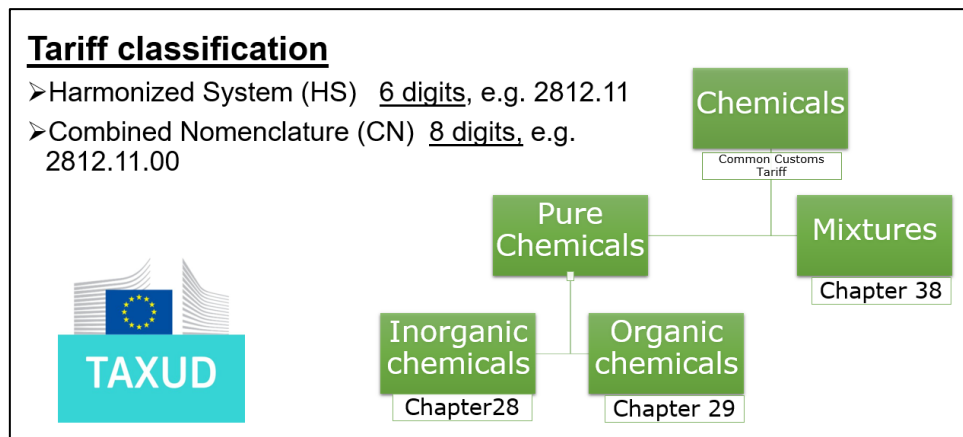 Tariff classification
➢Harmonized System (HS) 6 digits, e.g. 2812.11
➢Combined Nomenclature (CN) 8 digits, e.g.
2812.11.00
Chemicals
Common Customs
Tariff
Pure
Chemicals
Mixtures
Chapter 38
Inorganic
chemicals
Chapter28
Organic
chemicals
Chapter 29
TAXUD